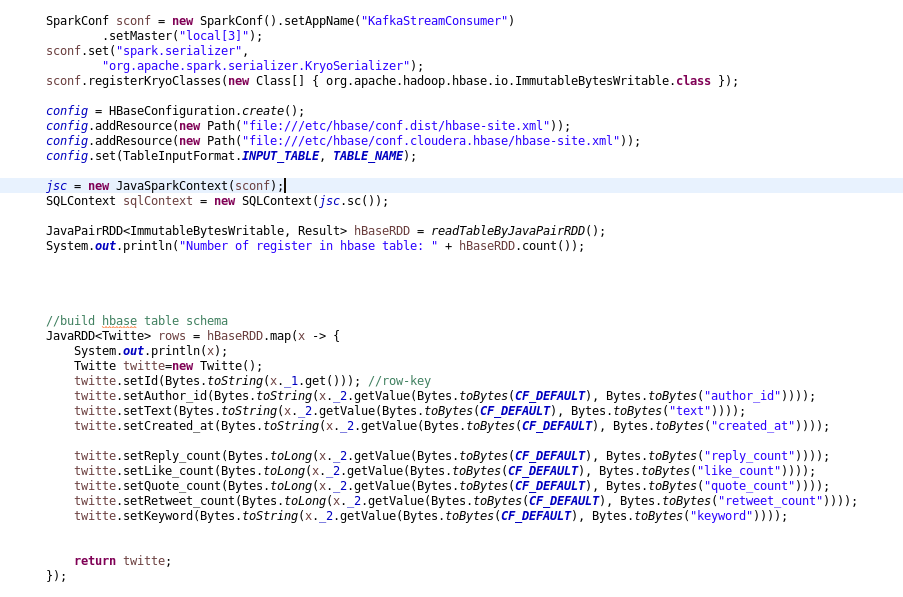 SparkConf sconf = new SparkConf().setAppName("KafkaStreamConsumer")
.setMaster("local[3]");
sconf.set("spark.serializer",
"org.apache.spark.serializer.KryoSerializer");
sconf.registerKryoClasses(new Class[] { org.apache.hadoop.hbase.io.ImmutableBytesWritable.class });
config = HBaseConfiguration.create();
config.addResource(new Path("file:///etc/hbase/conf.dist/hbase-site.xml"));
config.addResource(new Path("file:///etc/hbase/conf.cloudera.hbase/hbase-site.xml"));
config.set(TableInputFormat.INPUT_TABLE, TABLE_NAME);
jsc = new JavaSparkContext(sconf);
SQLContext sqlContext = new SQLContext(jsc.sc());
JavaPairRDD<ImmutableBytesWritable, Result> hBaseRDD = readTableByJavaPairRDD();
System.out.println("Number of register in hbase table: " + hBaseRDD.count());
//build hbase table schema
JavaRDD<Twitte> rows = hBaseRDD.map(x -> {
System.out.println(x);
Twitte twitte=new Twitte();
twitte.setId(Bytes.toString(x._1.get())); //row-key
twitte.setAuthor_id(Bytes.toString(x._2.getValue(Bytes.toBytes(CF_DEFAULT), Bytes.toBytes("author_id"))));
twitte.setText(Bytes.toString(x._2.getValue(Bytes.toBytes(CF_DEFAULT), Bytes.toBytes("text"))));
twitte.setCreated_at(Bytes.toString(x._2.getValue(Bytes.toBytes(CF_DEFAULT), Bytes.toBytes("created_at"))));
twitte.setReply_count(Bytes.toLong(x._2.getValue(Bytes.toBytes(CF_DEFAULT), Bytes.toBytes("reply_count"))));
twitte.setLike_count(Bytes.toLong(x._2.getValue(Bytes.toBytes(CF_DEFAULT), Bytes.toBytes("like_count"))));
twitte.setQuote_count(Bytes.toLong(x._2.getValue(Bytes.toBytes(CF_DEFAULT), Bytes.toBytes("quote_count"))));
twitte.setRetweet_count(Bytes.toLong(x._2.getValue(Bytes.toBytes(CF_DEFAULT), Bytes.toBytes("retweet_count"))));
twitte.setKeyword(Bytes.toString(x._2.getValue(Bytes.toBytes(CF_DEFAULT), Bytes.toBytes("keyword"))));
return twitte;
});